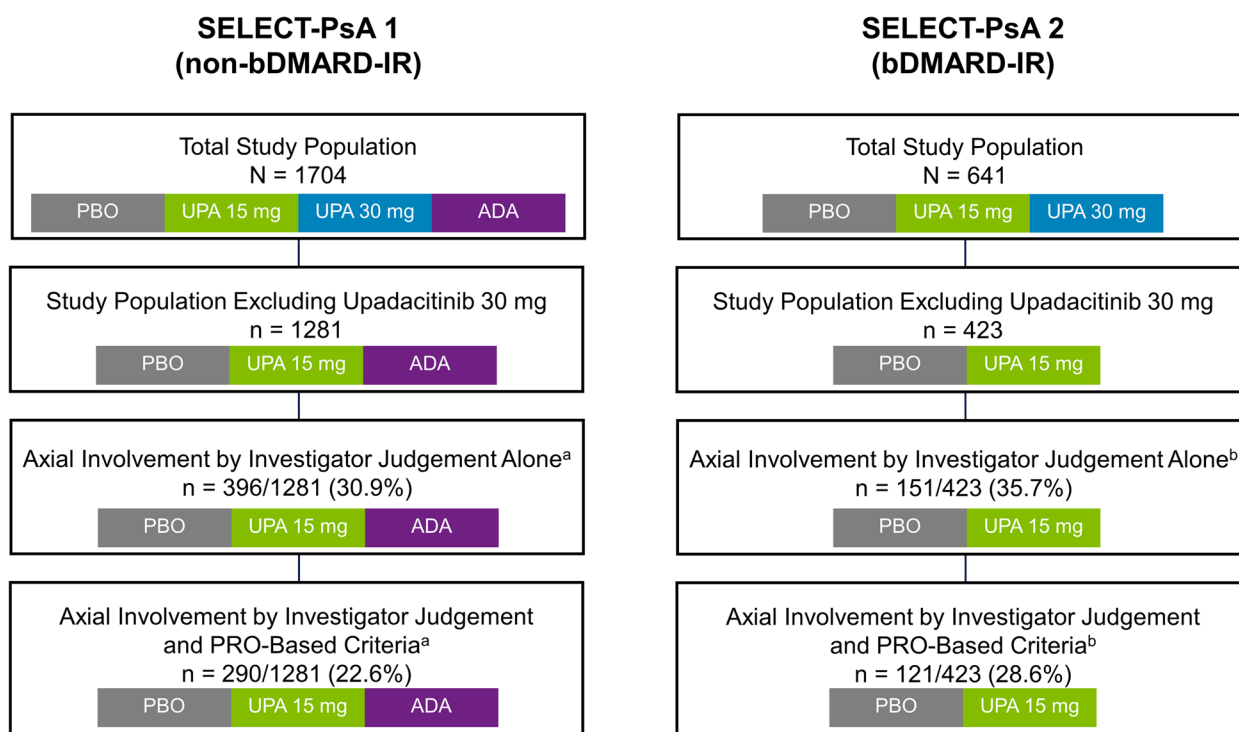 SELECT-PsA 1
(non-bDMARD-IR)
Total Study Population
N = 1704
PBO UPA 15 mg UPA 30 mg ADA
Study Population Excluding Upadacitinib 30 mg
n = 1281
PBO UPA 15 mg ADA
Axial Involvement by Investigator Judgement Aloneᵃ
n = 396/1281 (30.9%)
PBO UPA 15 mg ADA
Axial Involvement by Investigator Judgement
and PRO-Based Criteriaᵃ
n = 290/1281 (22.6%)
PBO UPA 15 mg ADA
SELECT-PsA 2
(bDMARD-IR)
Total Study Population
N = 641
PBO UPA 15 mg UPA 30 mg
Study Population Excluding Upadacitinib 30 mg
n = 423
PBO UPA 15 mg
Axial Involvement by Investigator Judgement Aloneᵇ
n = 151/423 (35.7%)
PBO UPA 15 mg
Axial Involvement by Investigator Judgement
and PRO-Based Criteriaᵇ
n = 121/423 (28.6%)
PBO UPA 15 mg